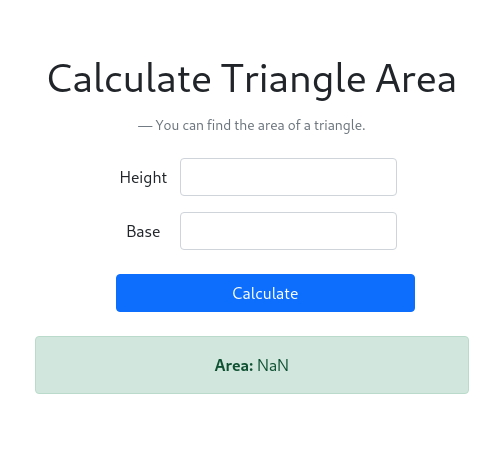 Calculate Triangle Area
— You can find the area of a triangle.
Height
Base
Calculate
Area: NaN